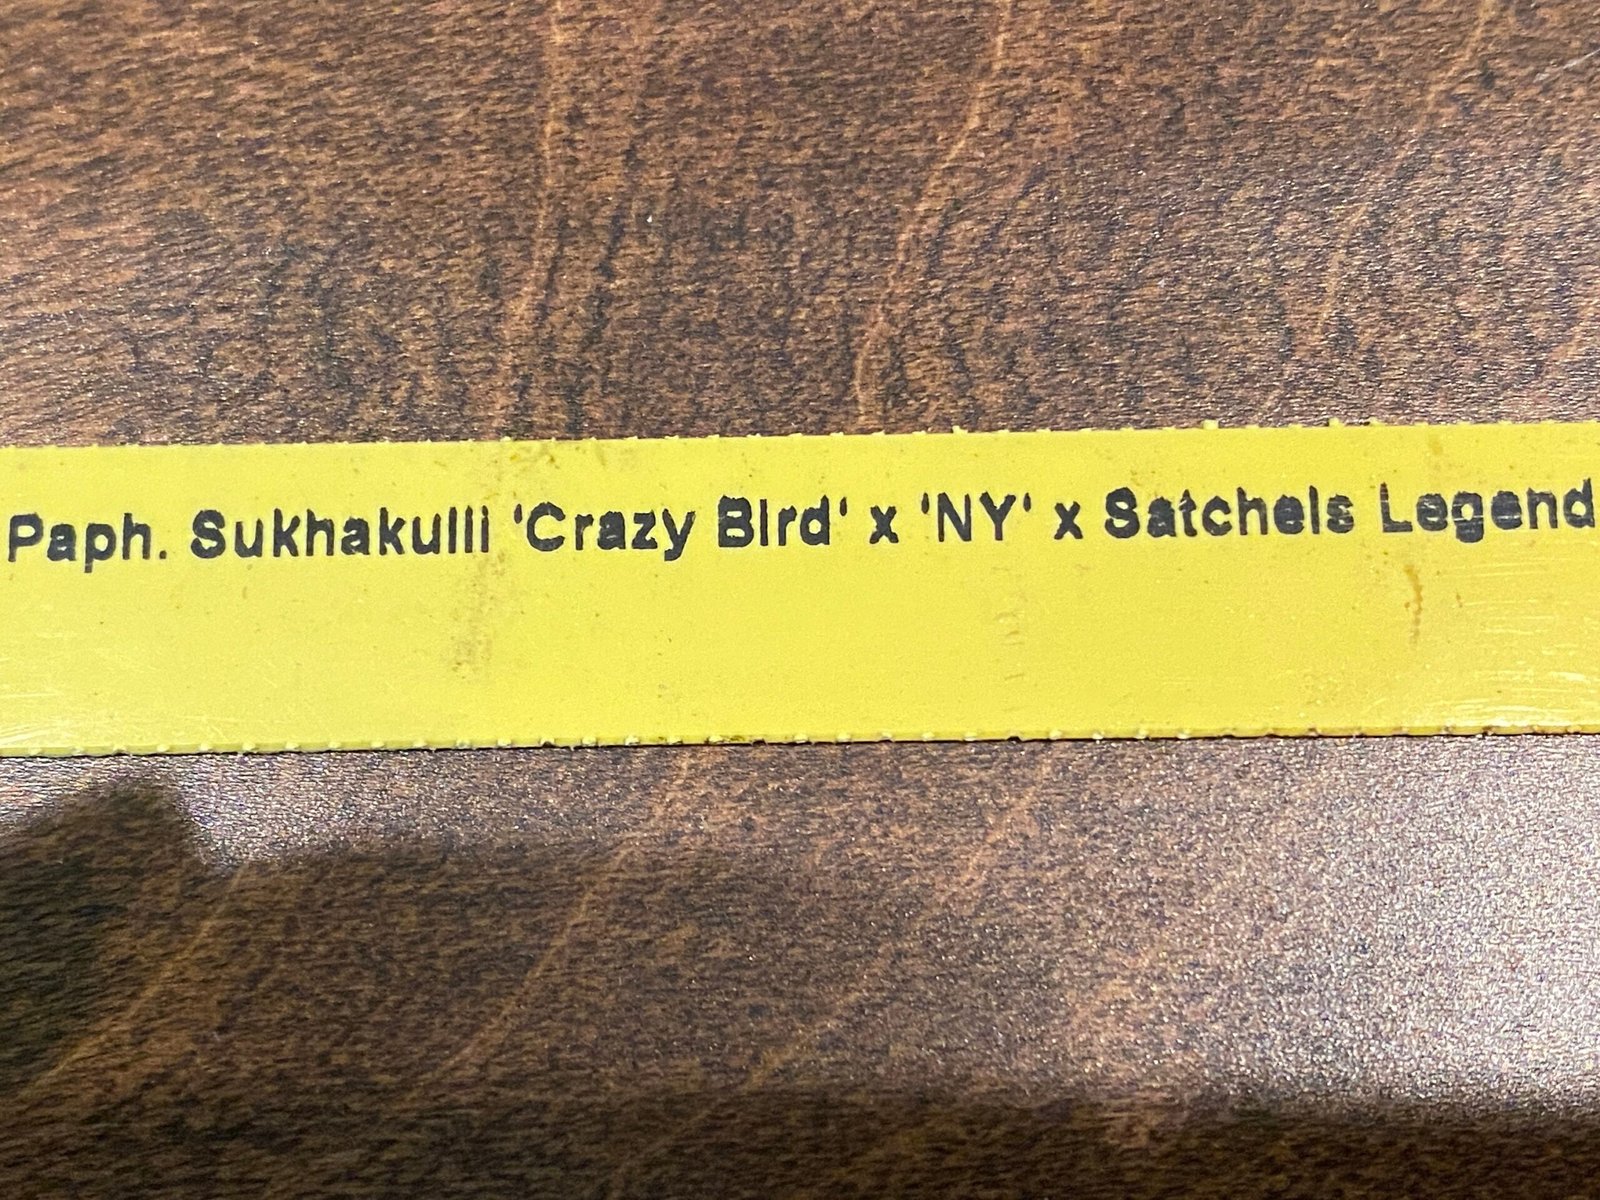 Paph. Sukhakulii 'Crazy Bird' x 'NY' x Satchels Legend